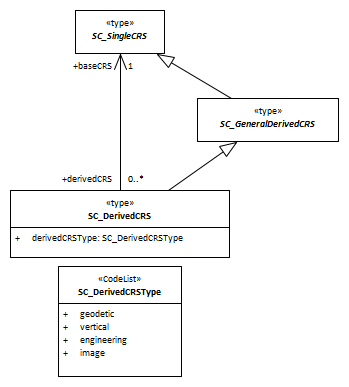 «type»
SC_SingleCRS
+baseCRS 1
«type»
SC_GeneralDerivedCRS
+derivedCRS 0..*
«type»
SC_DerivedCRS
+ derivedCRSType: SC_DerivedCRSType
«CodeList»
SC_DerivedCRSType
+ geodetic
+ vertical
+ engineering
+ image